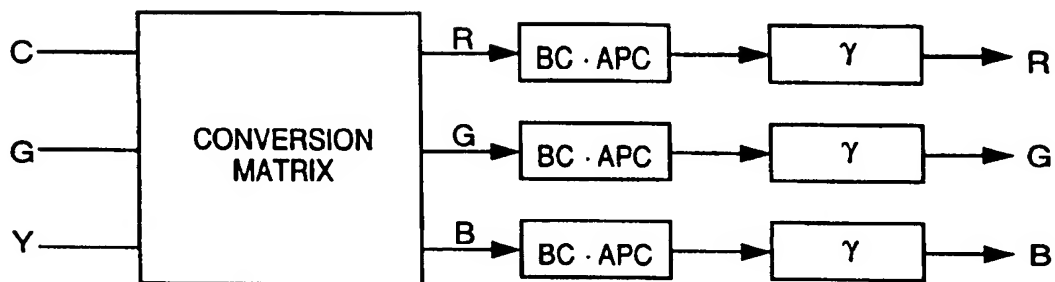 C
R
BC · APC
γ
R
G
CONVERSION
MATRIX
G
BC · APC
γ
G
Y
B
BC · APC
γ
B